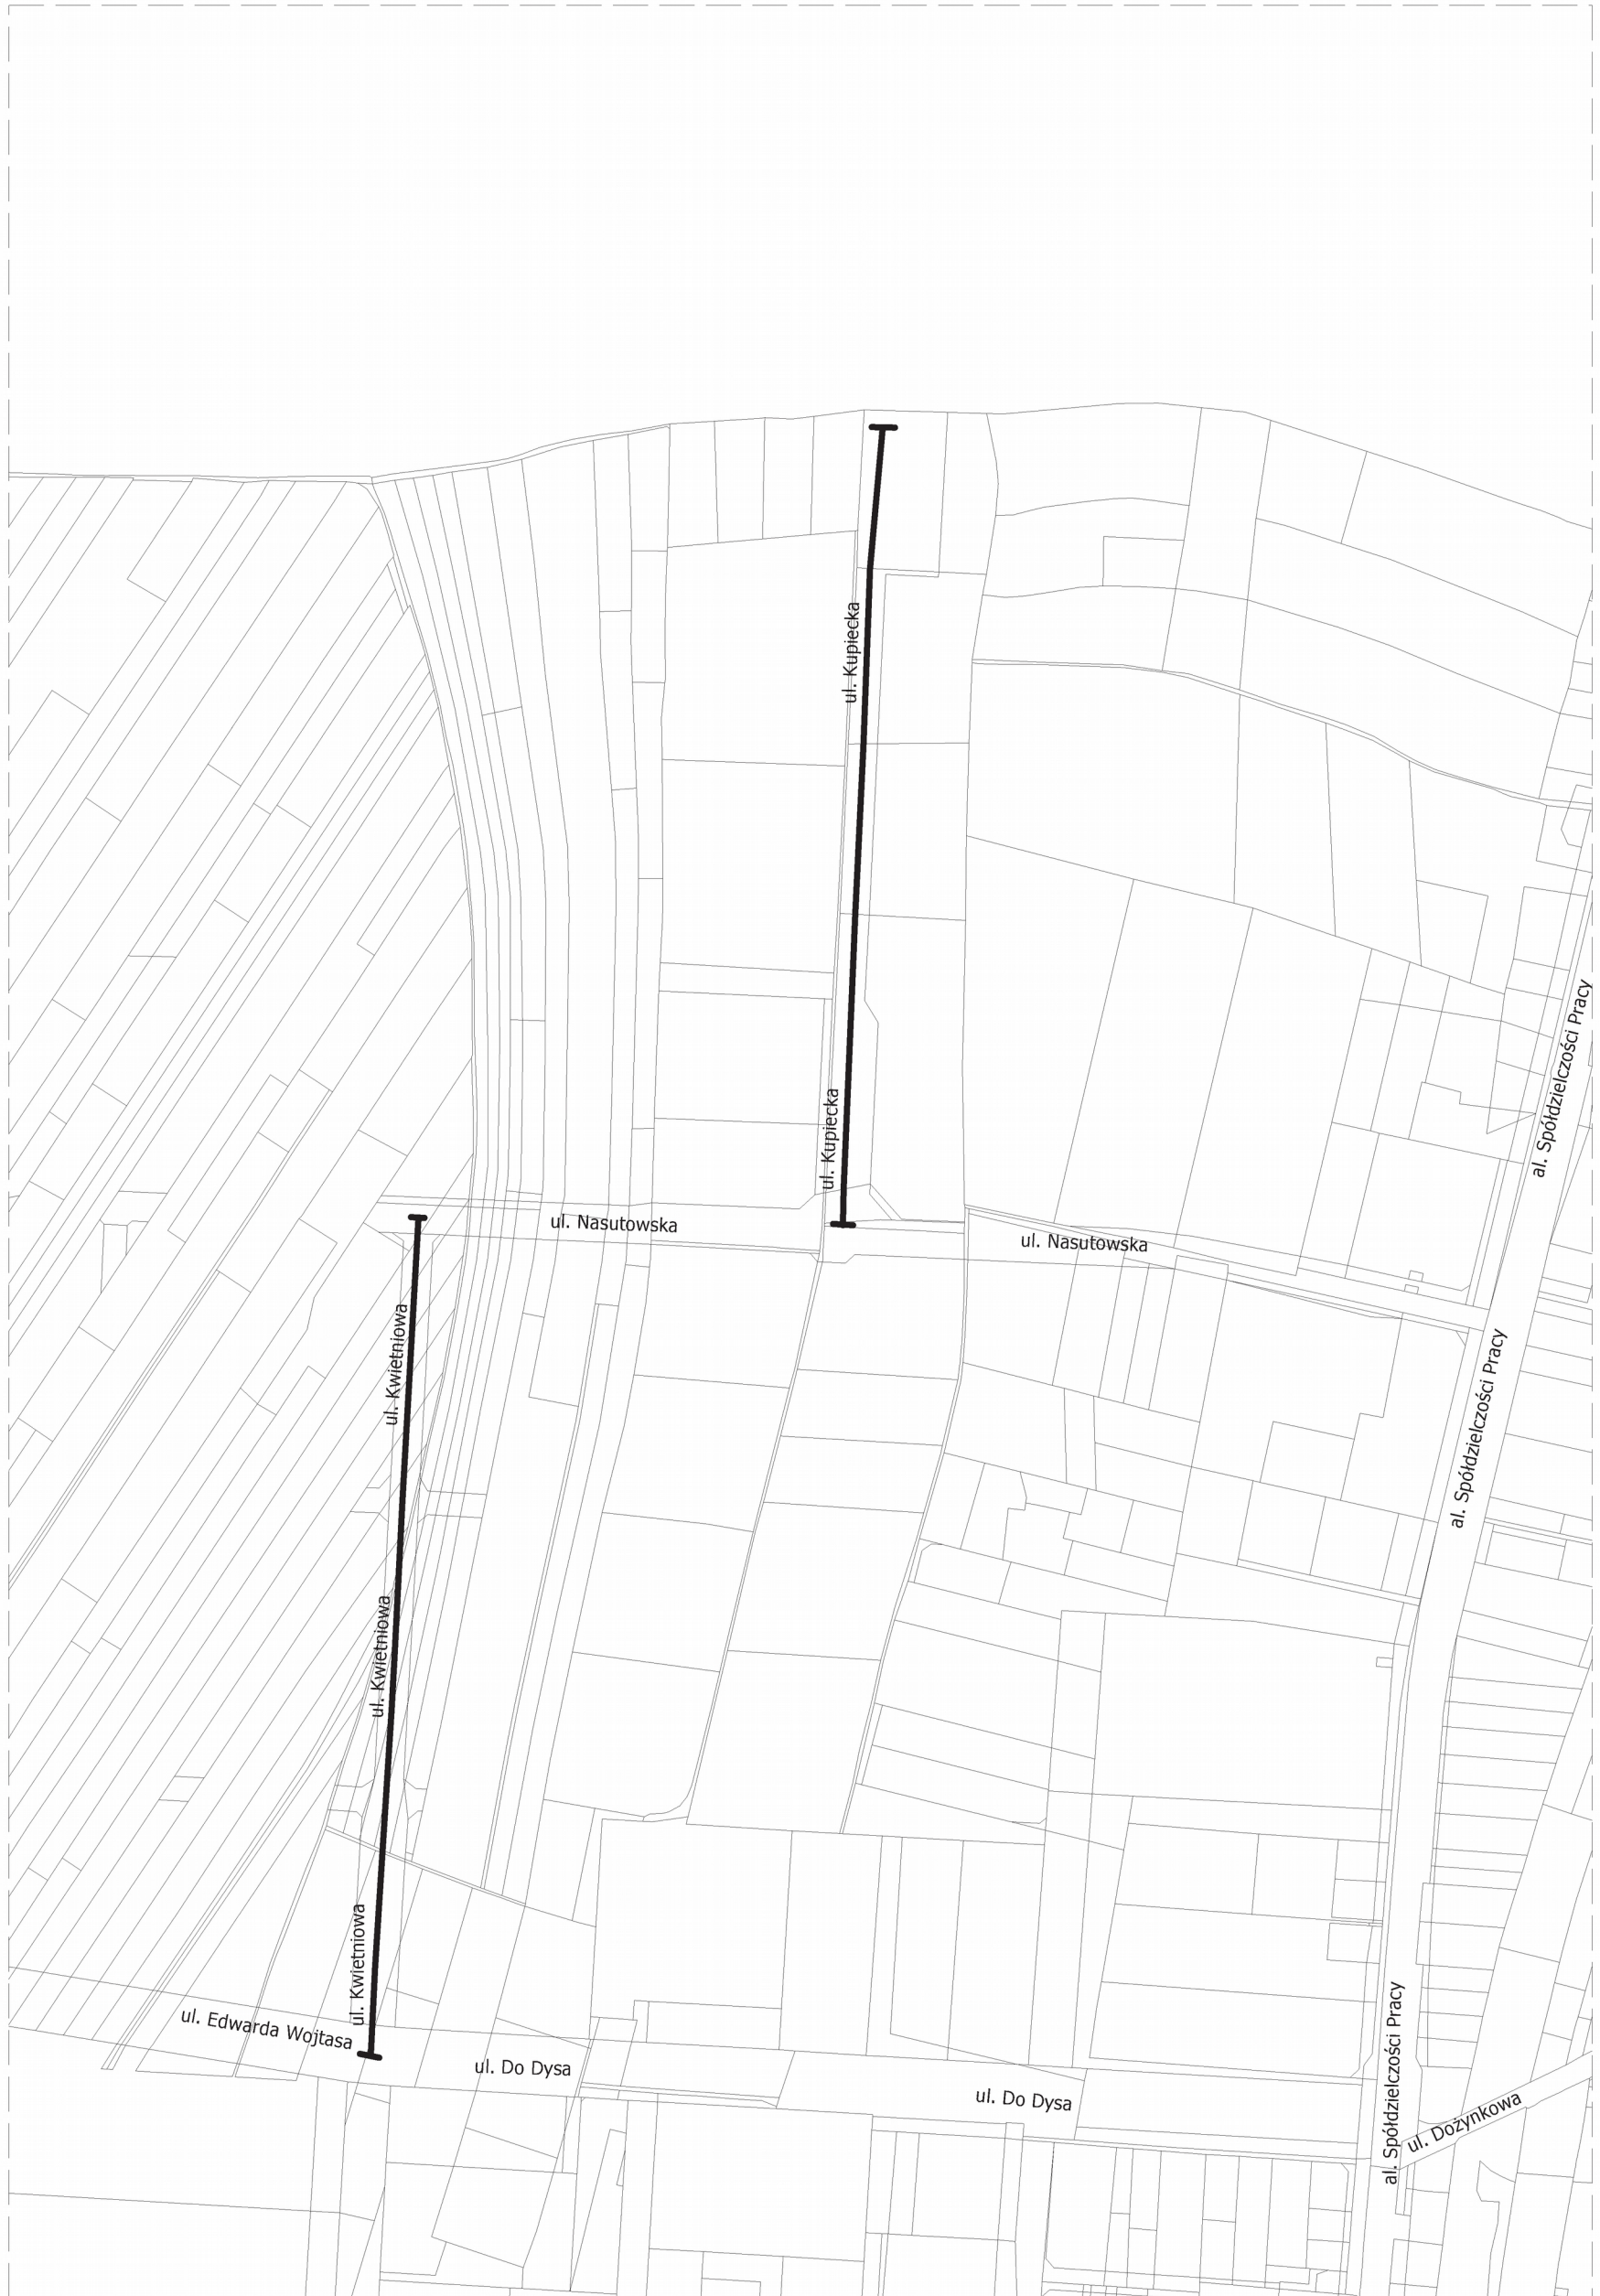 ul. Kupiecka
al. Spółdzielczości Pracy
ul. Kupiecka
ul. Nasutowska
ul. Nasutowska
ul. Kwietniowa
al. Spółdzielczości Pracy
ul. Kwietniowa
ul. Kwietniowa
ul. Edwarda Wojtasa
ul. Do Dysa
ul. Do Dysa
al. Spółdzielczości Pracy
ul. Dożynkowa